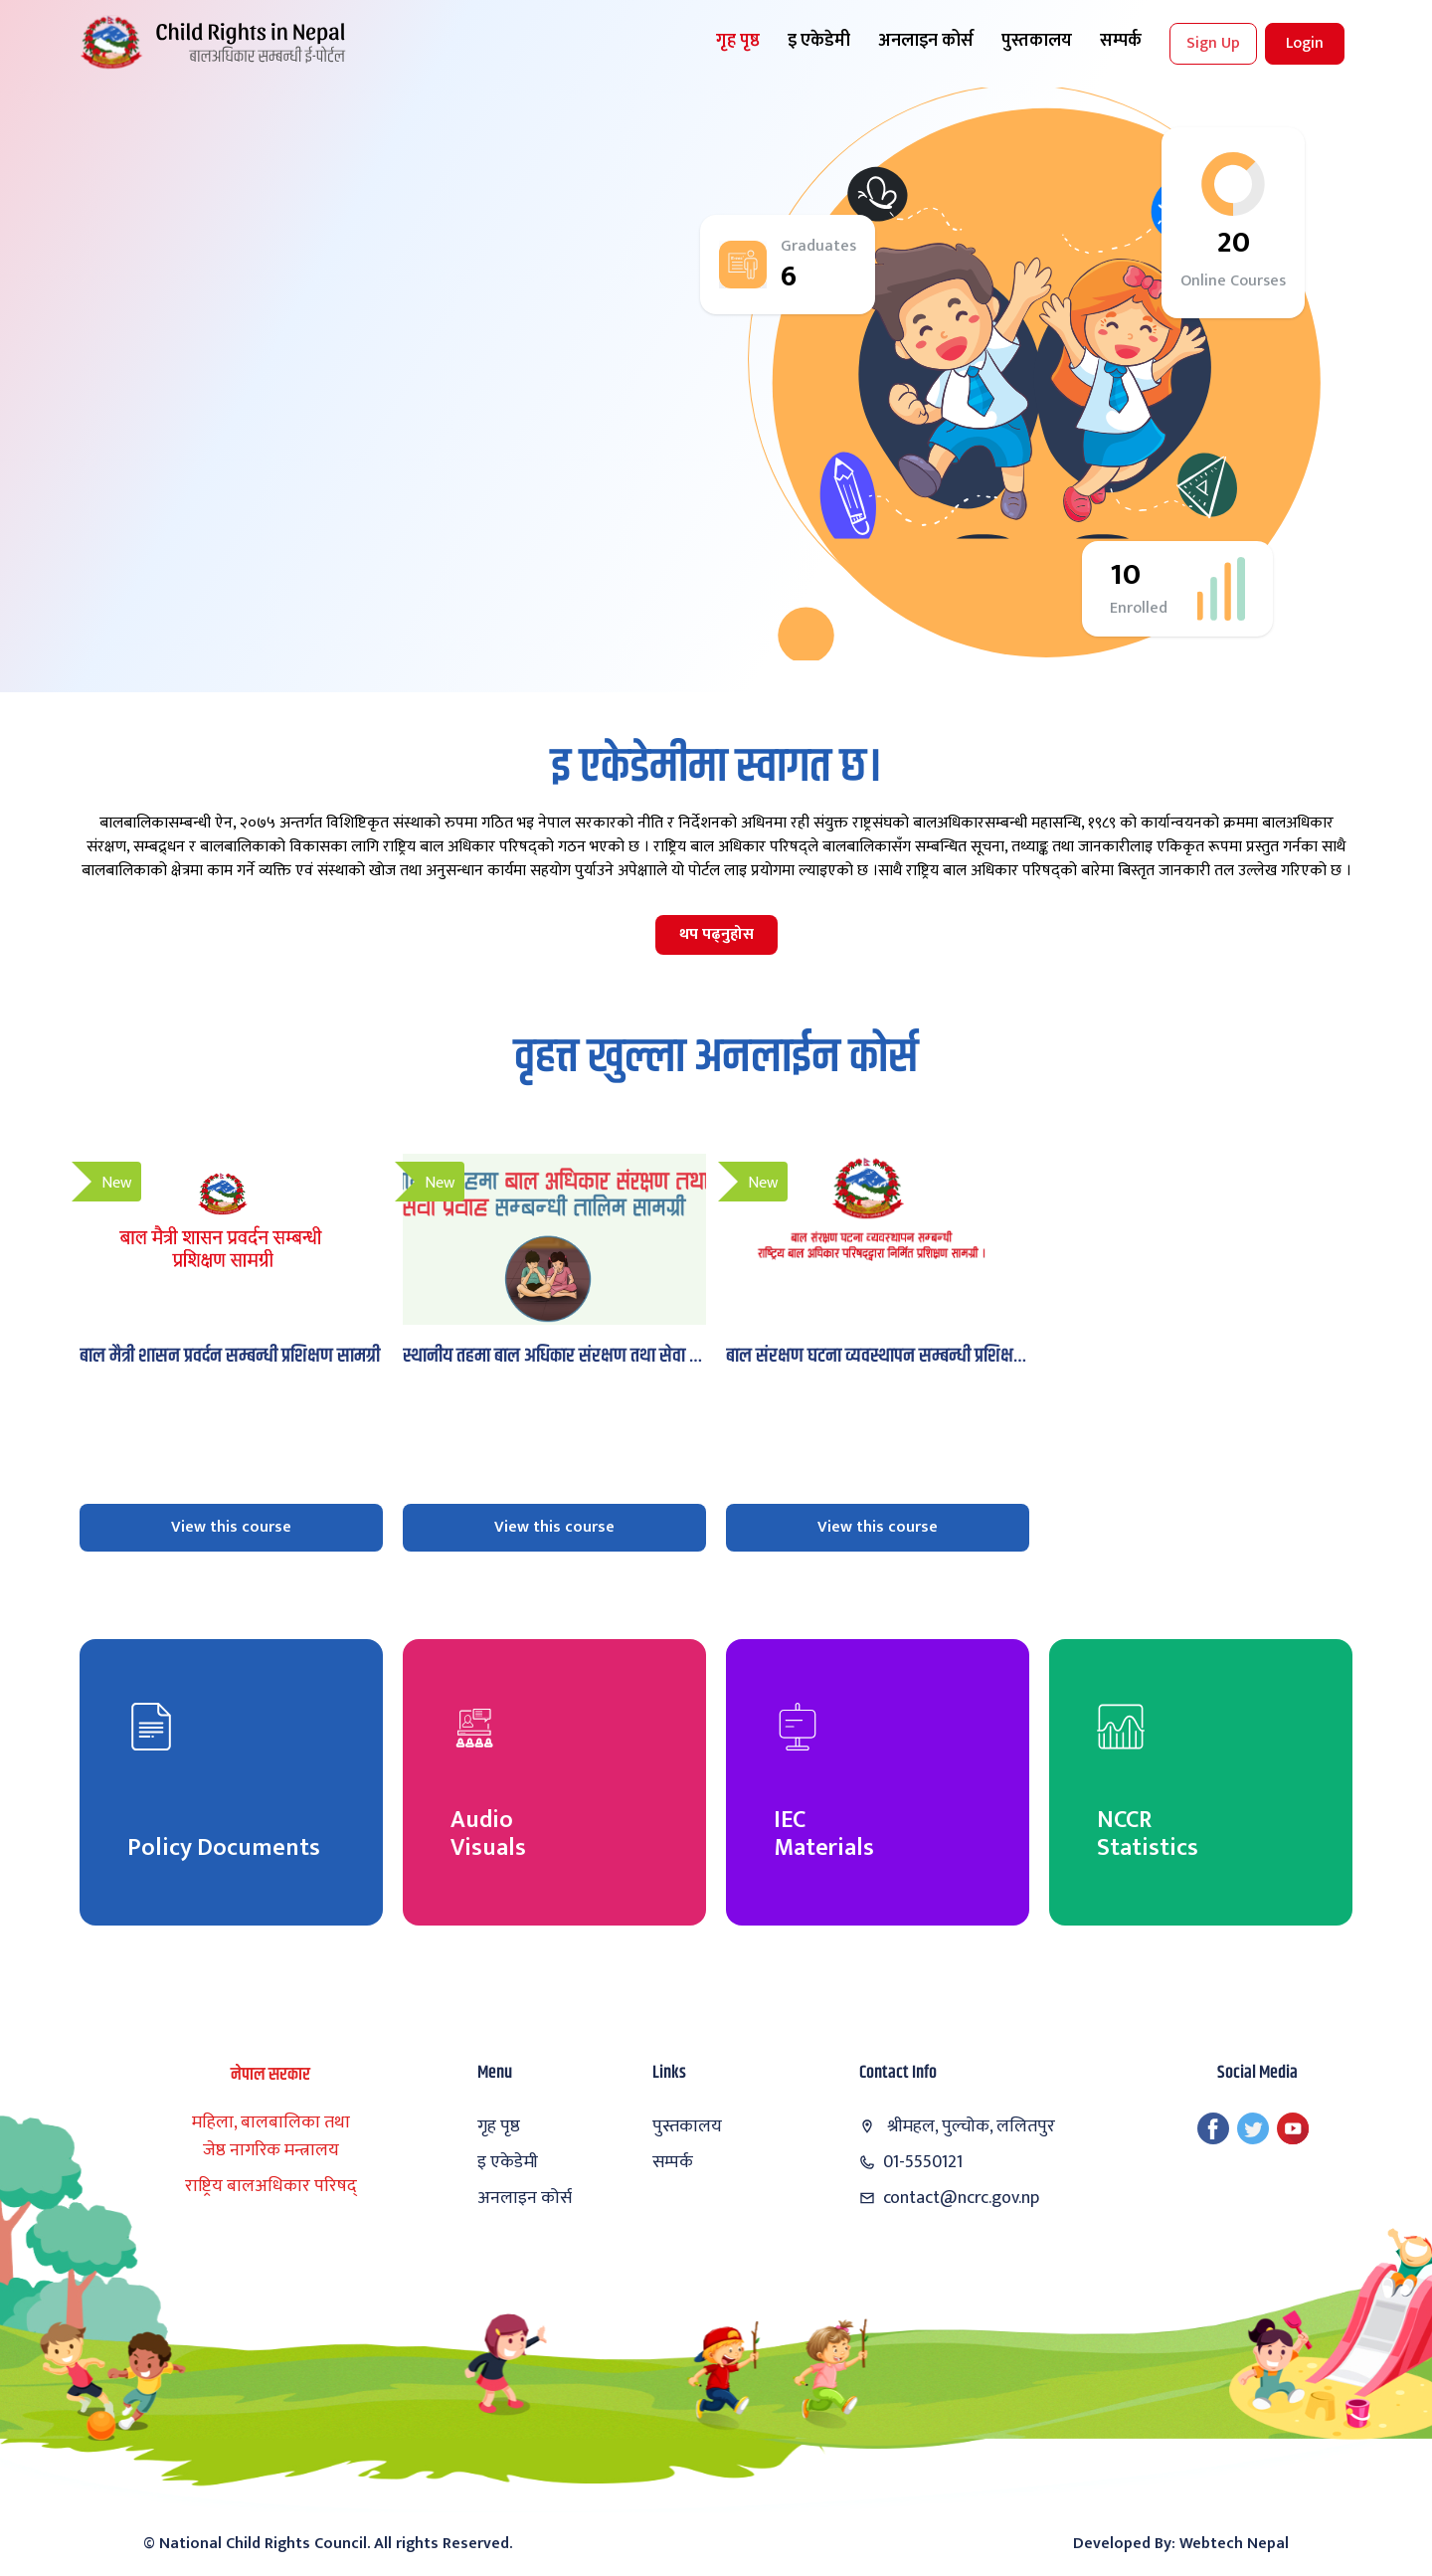 Child Rights in Nepal
बालअधिकार सम्बन्धी ई-पोर्टल
गृह पृष्ठ
इ एकेडेमी
अनलाइन कोर्स
पुस्तकालय
सम्पर्क
Sign Up
Login
Graduates
6
20
Online Courses
10
Enrolled
इ एकेडेमीमा स्वागत छ।
बालबालिकासम्बन्धी ऐन, २०७५ अन्तर्गत विशिष्टिकृत संस्थाको रुपमा गठित भइ नेपाल सरकारको नीति र निर्देशनको अधिनमा रही संयुक्त राष्ट्रसंघको बालअधिकारसम्बन्धी महासन्धि, १९८९ को कार्यान्वयनको क्रममा बालअधिकार
संरक्षण, सम्बद्र्धन र बालबालिकाको विकासका लागि राष्ट्रिय बाल अधिकार परिषद्को गठन भएको छ । राष्ट्रिय बाल अधिकार परिषद्ले बालबालिकासँग सम्बन्धित सूचना, तथ्याङ्क तथा जानकारीलाइ एकिकृत रूपमा प्रस्तुत गर्नका साथै
बालबालिकाको क्षेत्रमा काम गर्ने व्यक्ति एवं संस्थाको खोज तथा अनुसन्धान कार्यमा सहयोग पुर्याउने अपेक्षााले यो पोर्टल लाइ प्रयोगमा ल्याइएको छ ।साथै राष्ट्रिय बाल अधिकार परिषद्को बारेमा बिस्तृत जानकारी तल उल्लेख गरिएको छ ।
थप पढ्नुहोस
वृहत्त खुल्ला अनलाईन कोर्स
New
बाल मैत्री शासन प्रवर्दन सम्बन्धी
प्रशिक्षण सामग्री
बाल मैत्री शासन प्रवर्दन सम्बन्धी प्रशिक्षण सामग्री
View this course
New
हमा बाल अधिकार संरक्षण तथा
सेवा प्रवाह सम्बन्धी तालिम सामग्री
स्थानीय तहमा बाल अधिकार संरक्षण तथा सेवा ...
View this course
New
बाल संरक्षण घटना व्यवस्थापन सम्बन्धी
राष्ट्रिय बाल अधिकार परिषद्द्वारा निर्मित प्रशिक्षण सामग्री ।
बाल संरक्षण घटना व्यवस्थापन सम्बन्धी प्रशिक्ष...
View this course
Policy Documents
Audio
Visuals
IEC
Materials
NCCR
Statistics
नेपाल सरकार
महिला, बालबालिका तथा
जेष्ठ नागरिक मन्त्रालय
राष्ट्रिय बालअधिकार परिषद्
Menu
गृह पृष्ठ
इ एकेडेमी
अनलाइन कोर्स
Links
पुस्तकालय
सम्पर्क
Contact Info
श्रीमहल, पुल्चोक, ललितपुर
01-5550121
contact@ncrc.gov.np
Social Media
© National Child Rights Council. All rights Reserved.
Developed By: Webtech Nepal